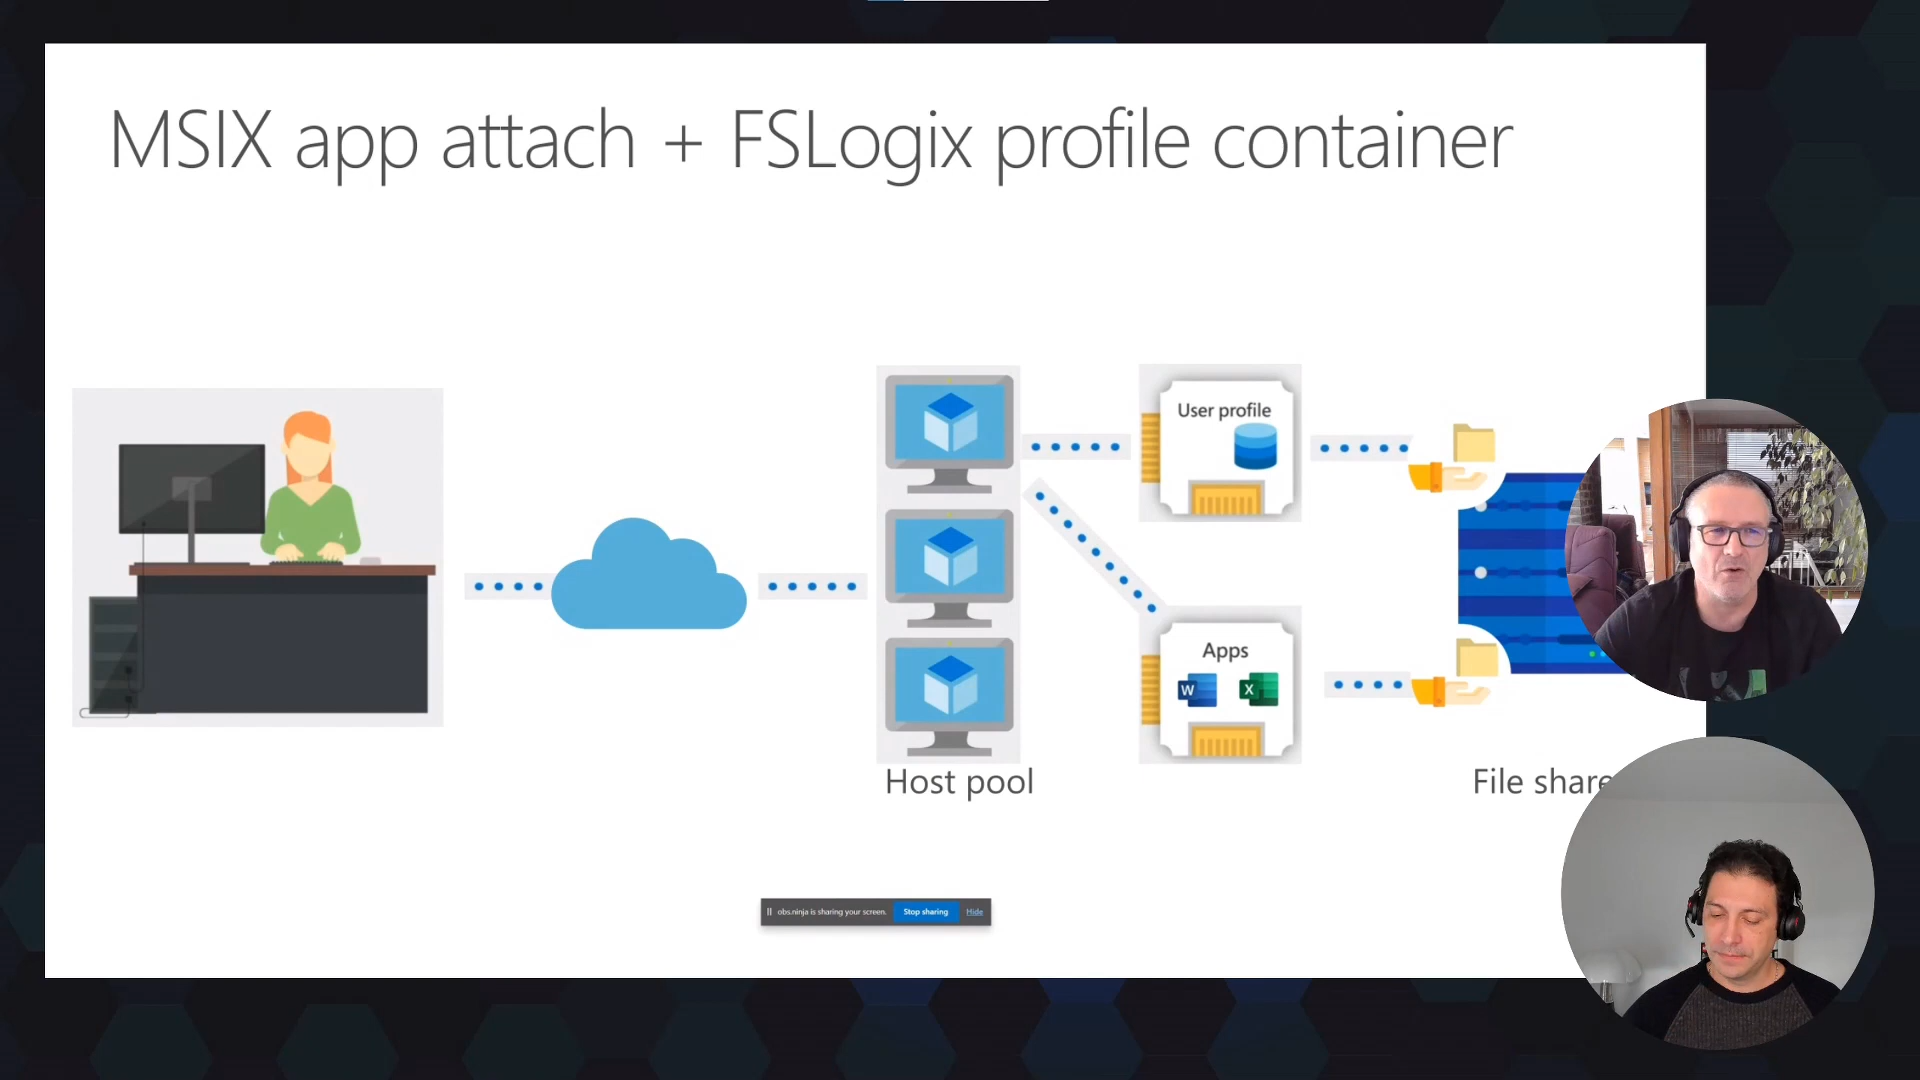 MSIX app attach + FSLogix profile container
User profile
Apps
W
X
Host pool
File share
obs.ninja is sharing your screen.
Stop sharing
Hide